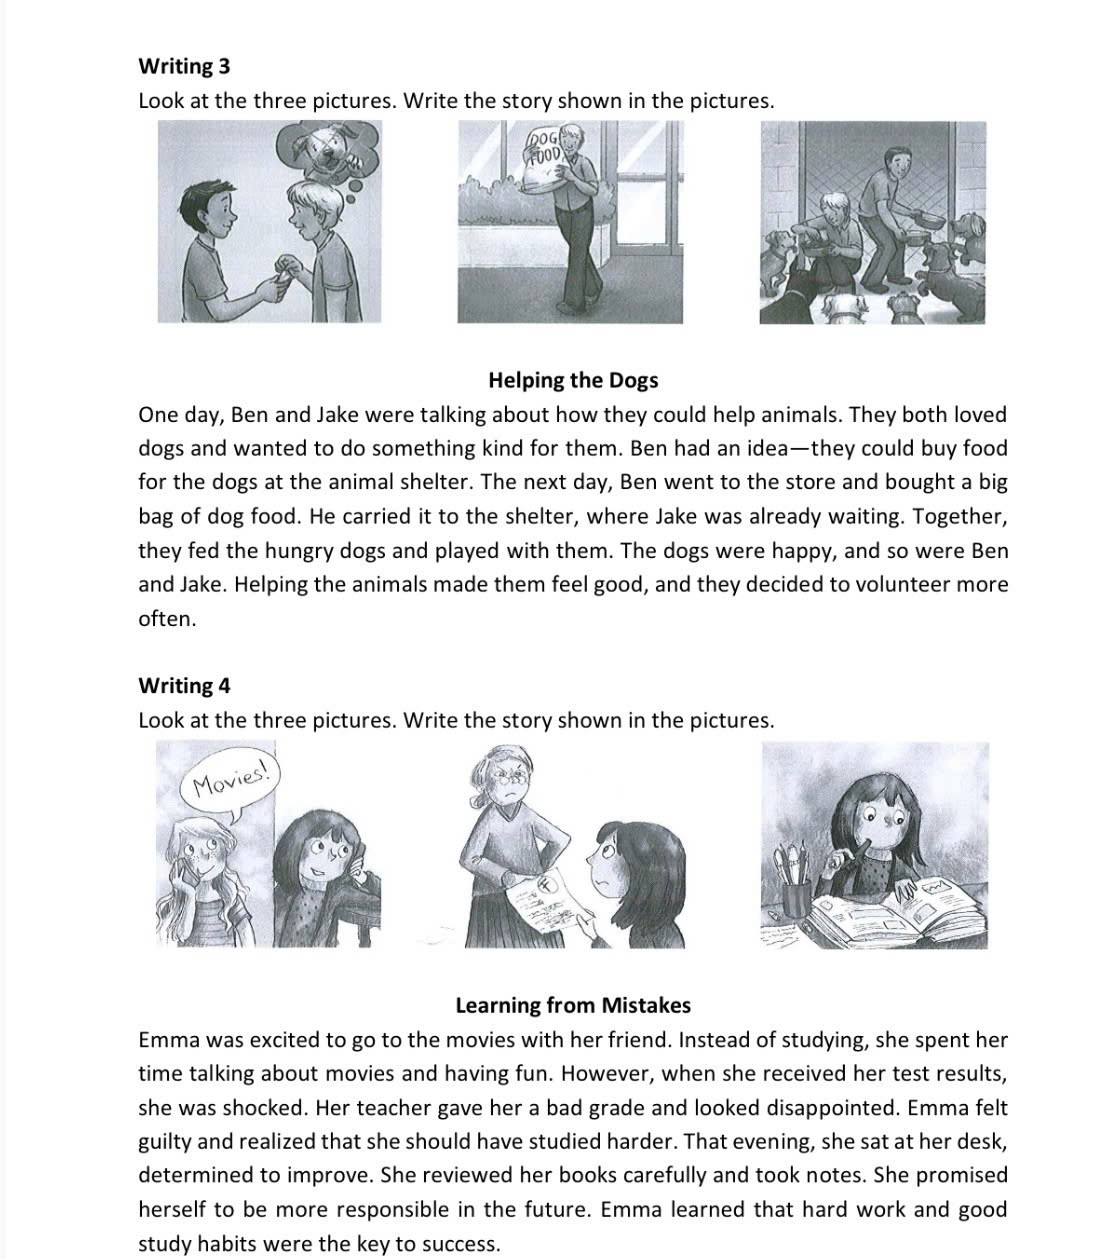 Writing 3
Look at the three pictures. Write the story shown in the pictures.
DOG
FOOD
Helping the Dogs
One day, Ben and Jake were talking about how they could help animals. They both loved
dogs and wanted to do something kind for them. Ben had an idea—they could buy food
for the dogs at the animal shelter. The next day, Ben went to the store and bought a big
bag of dog food. He carried it to the shelter, where Jake was already waiting. Together,
they fed the hungry dogs and played with them. The dogs were happy, and so were Ben
and Jake. Helping the animals made them feel good, and they decided to volunteer more
often.
Writing 4
Look at the three pictures. Write the story shown in the pictures.
Movies!
F
Learning from Mistakes
Emma was excited to go to the movies with her friend. Instead of studying, she spent her
time talking about movies and having fun. However, when she received her test results,
she was shocked. Her teacher gave her a bad grade and looked disappointed. Emma felt
guilty and realized that she should have studied harder. That evening, she sat at her desk,
determined to improve. She reviewed her books carefully and took notes. She promised
herself to be more responsible in the future. Emma learned that hard work and good
study habits were the key to success.